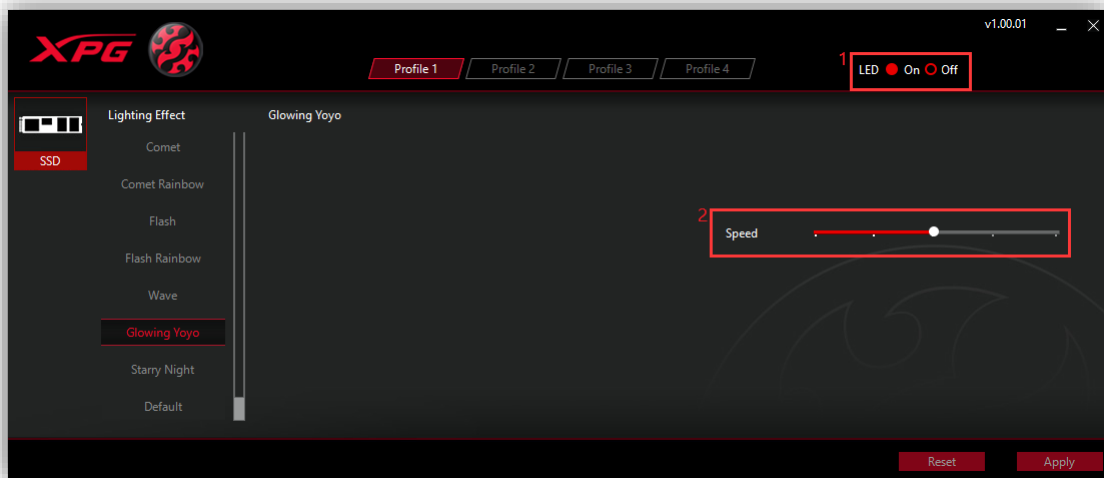 v1.00.01
XPG
Profile 1 Profile 2 Profile 3 Profile 4
1
LED On Off
Lighting Effect
Glowing Yoyo
Comet
SSD
Comet Rainbow
Flash
2
Speed
Flash Rainbow
Wave
Glowing Yoyo
Starry Night
Default
Reset Apply